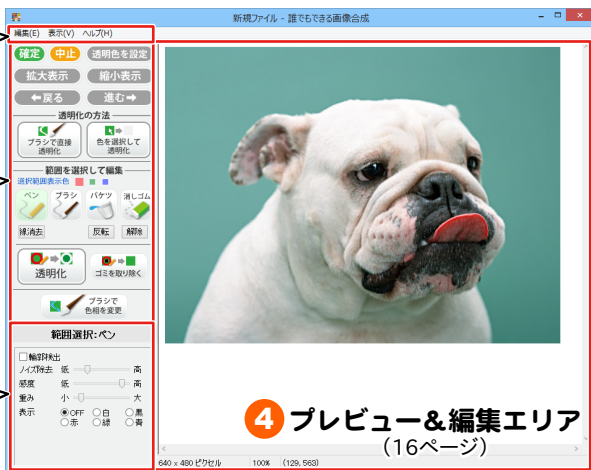 新規ファイル - 誰でもできる画像合成
編集(E) 表示(V) ヘルプ(H)
確定 中止 透明色を設定
拡大表示 縮小表示
⬅戻る 進む➡
透明化の方法
ブラシで直接
透明化
色を選択して
透明化
範囲を選択して編集
選択範囲表示色
ペン ブラシ バケツ 消しゴム
線消去 反転 解除
透明化 ゴミを取り除く
ブラシで
色相を変更
範囲選択:ペン
輪郭検出
ノイズ除去 低 高
感度 低 高
重み 小 大
表示 OFF 白 黒
赤 緑 青
4 プレビュー&編集エリア
(16ページ)
640 x 480 ピクセル 100% (129, 563)